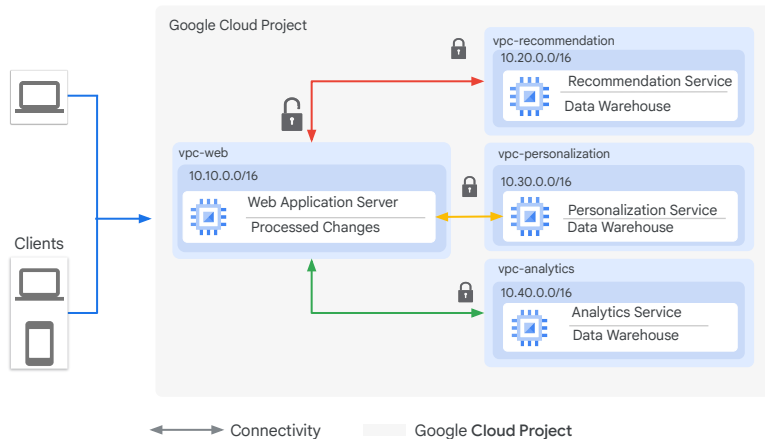 Google Cloud Project
vpc-recommendation
10.20.0.0/16
Recommendation Service
Data Warehouse
vpc-web
10.10.0.0/16
Web Application Server
Processed Changes
vpc-personalization
10.30.0.0/16
Personalization Service
Data Warehouse
Clients
vpc-analytics
10.40.0.0/16
Analytics Service
Data Warehouse
Connectivity
Google Cloud Project